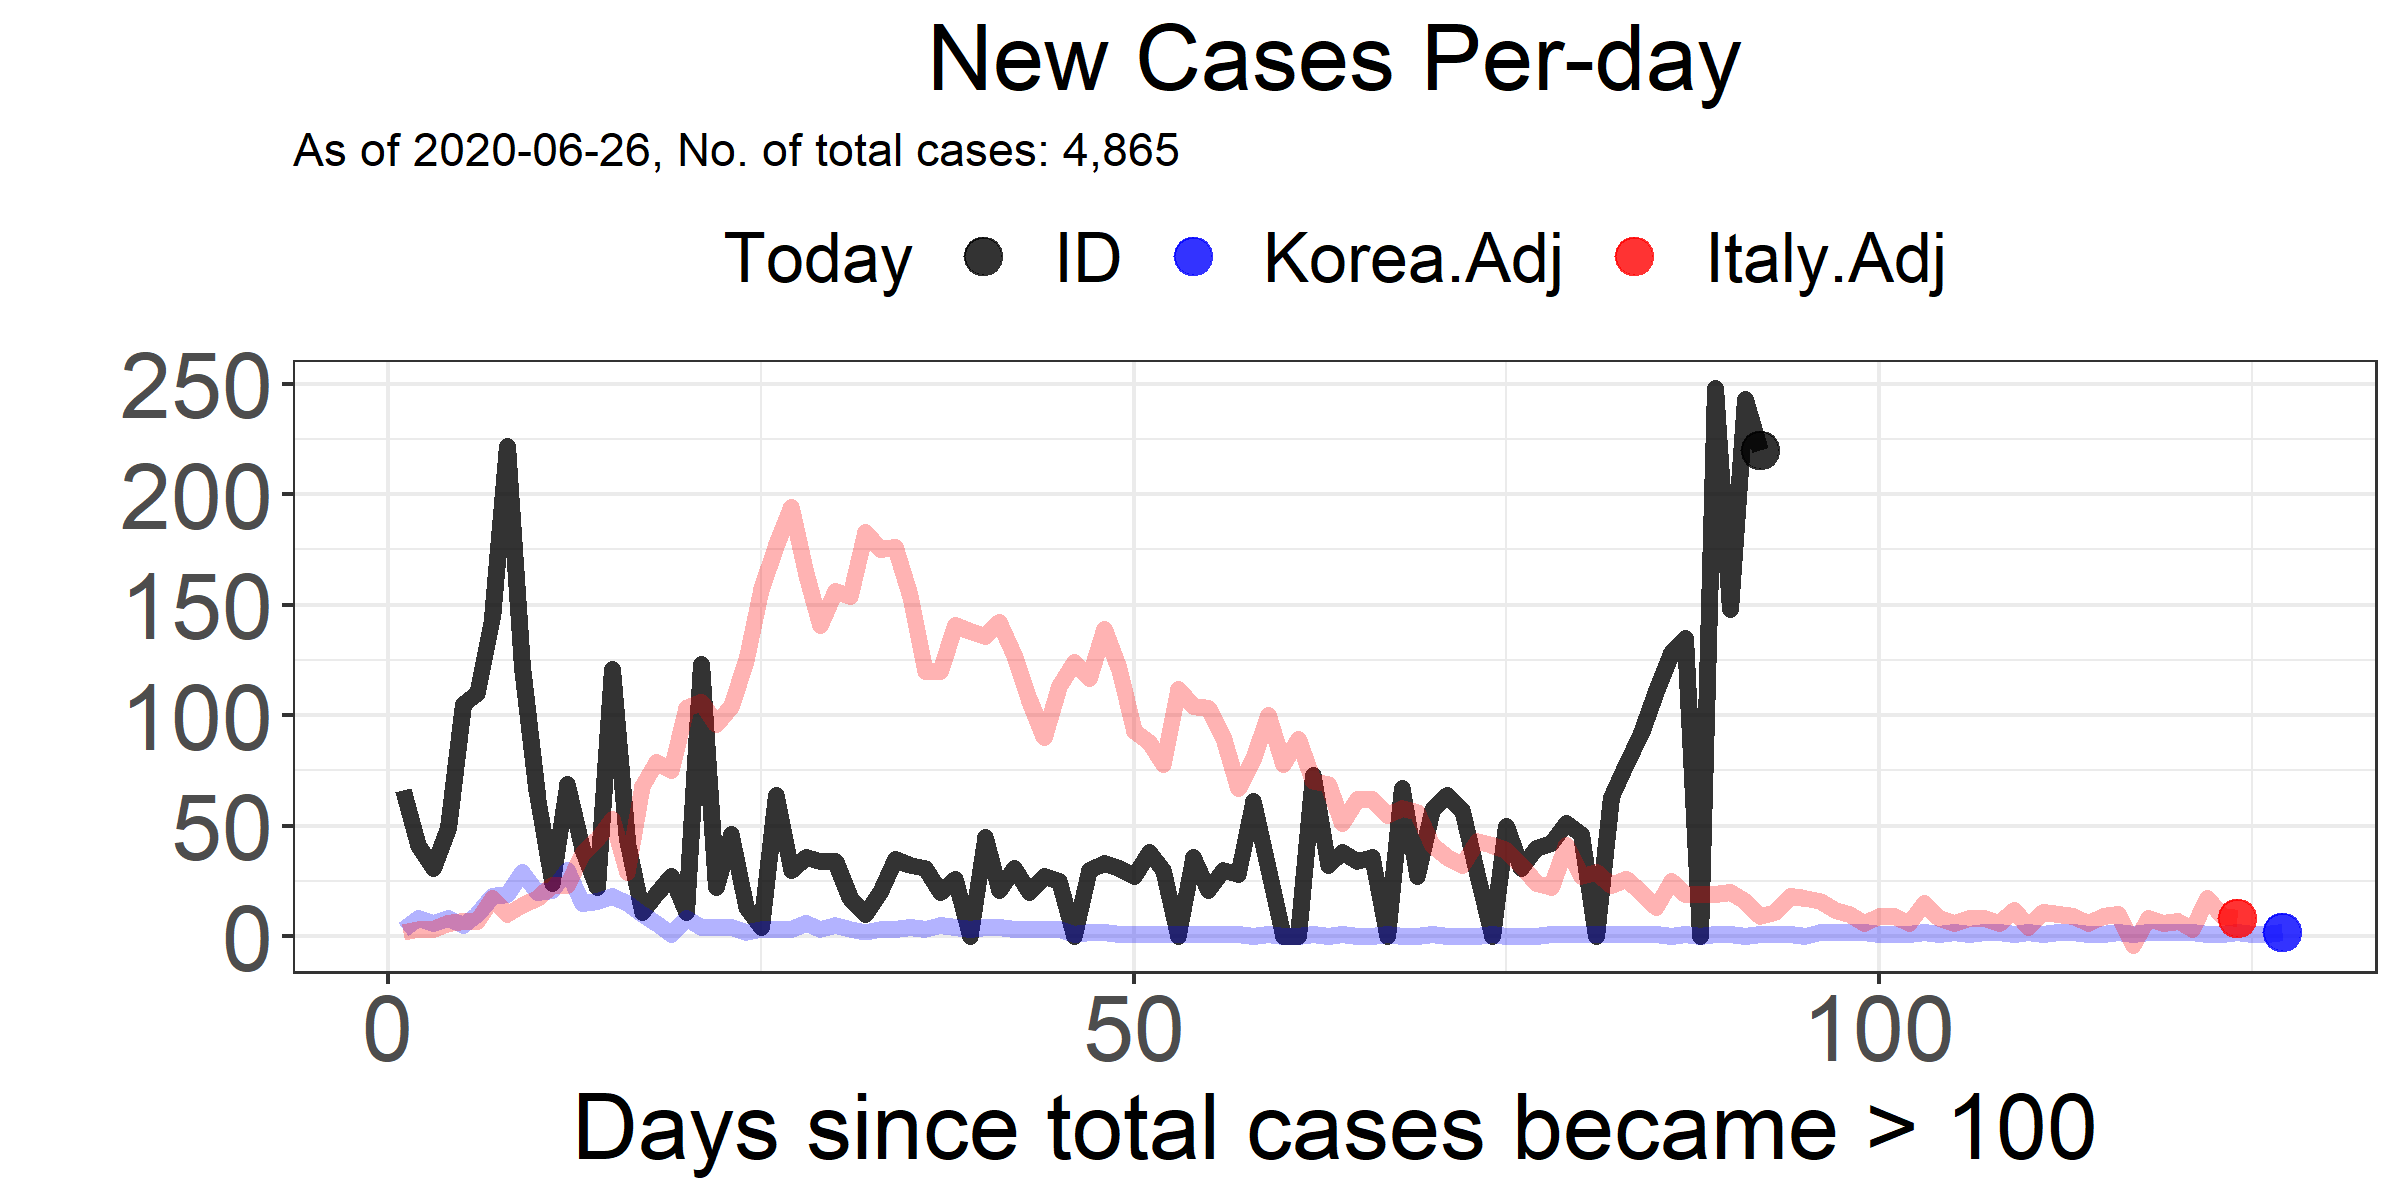 New Cases Per-day
As of 2020-06-26, No. of total cases: 4,865
Today ID Korea.Adj Italy.Adj
250
200
150
100
50
0
0 50 100
Days since total cases became > 100